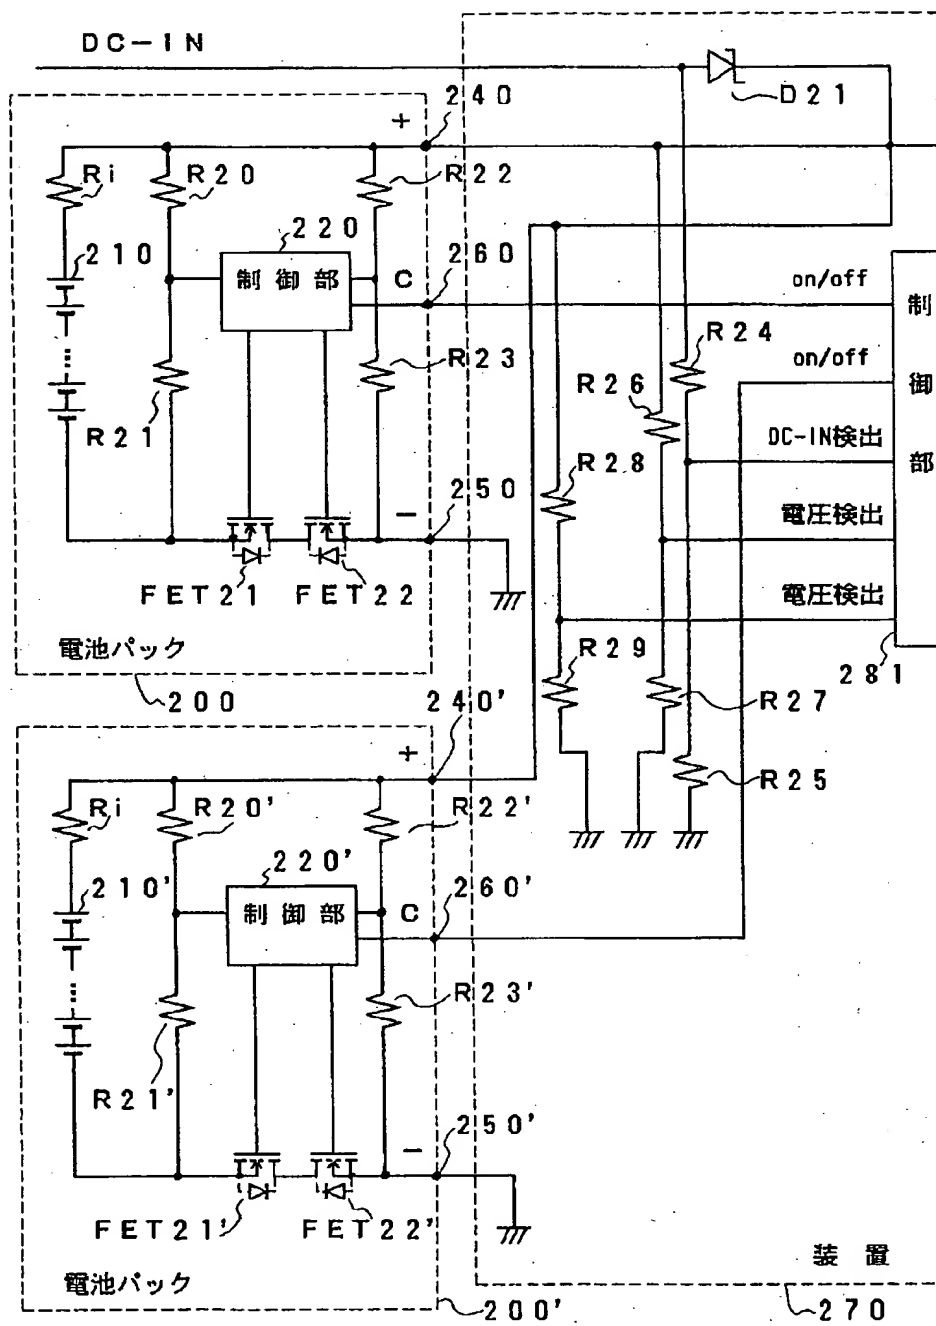 DC-IN
D21
240
+
Ri
R20
R22
220
210
制御部
C
260
on/off
制御部
R24
R23
on/off
R26
R21
DC-IN検出
R28
250
−
電圧検出
FET21
FET22
電圧検出
電池パック
R29
281
200
240'
R27
+
R25
Ri
R20'
R22'
220'
210'
制御部
C
260'
R23'
R21'
250'
−
FET21'
FET22'
装置
電池パック
200'
270